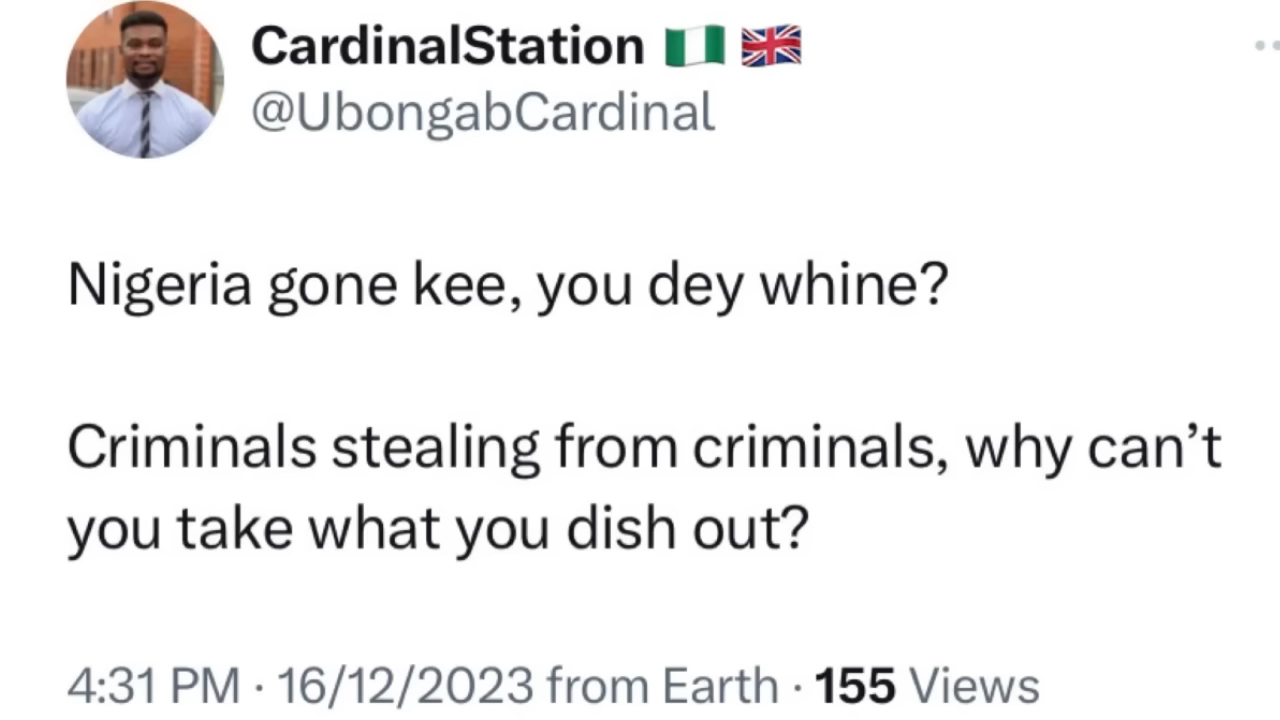 CardinalStation 🇳🇬 🇬🇧
@UbongabCardinal
Nigeria gone kee, you dey whine?
Criminals stealing from criminals, why can’t
you take what you dish out?
4:31 PM · 16/12/2023 from Earth · 155 Views